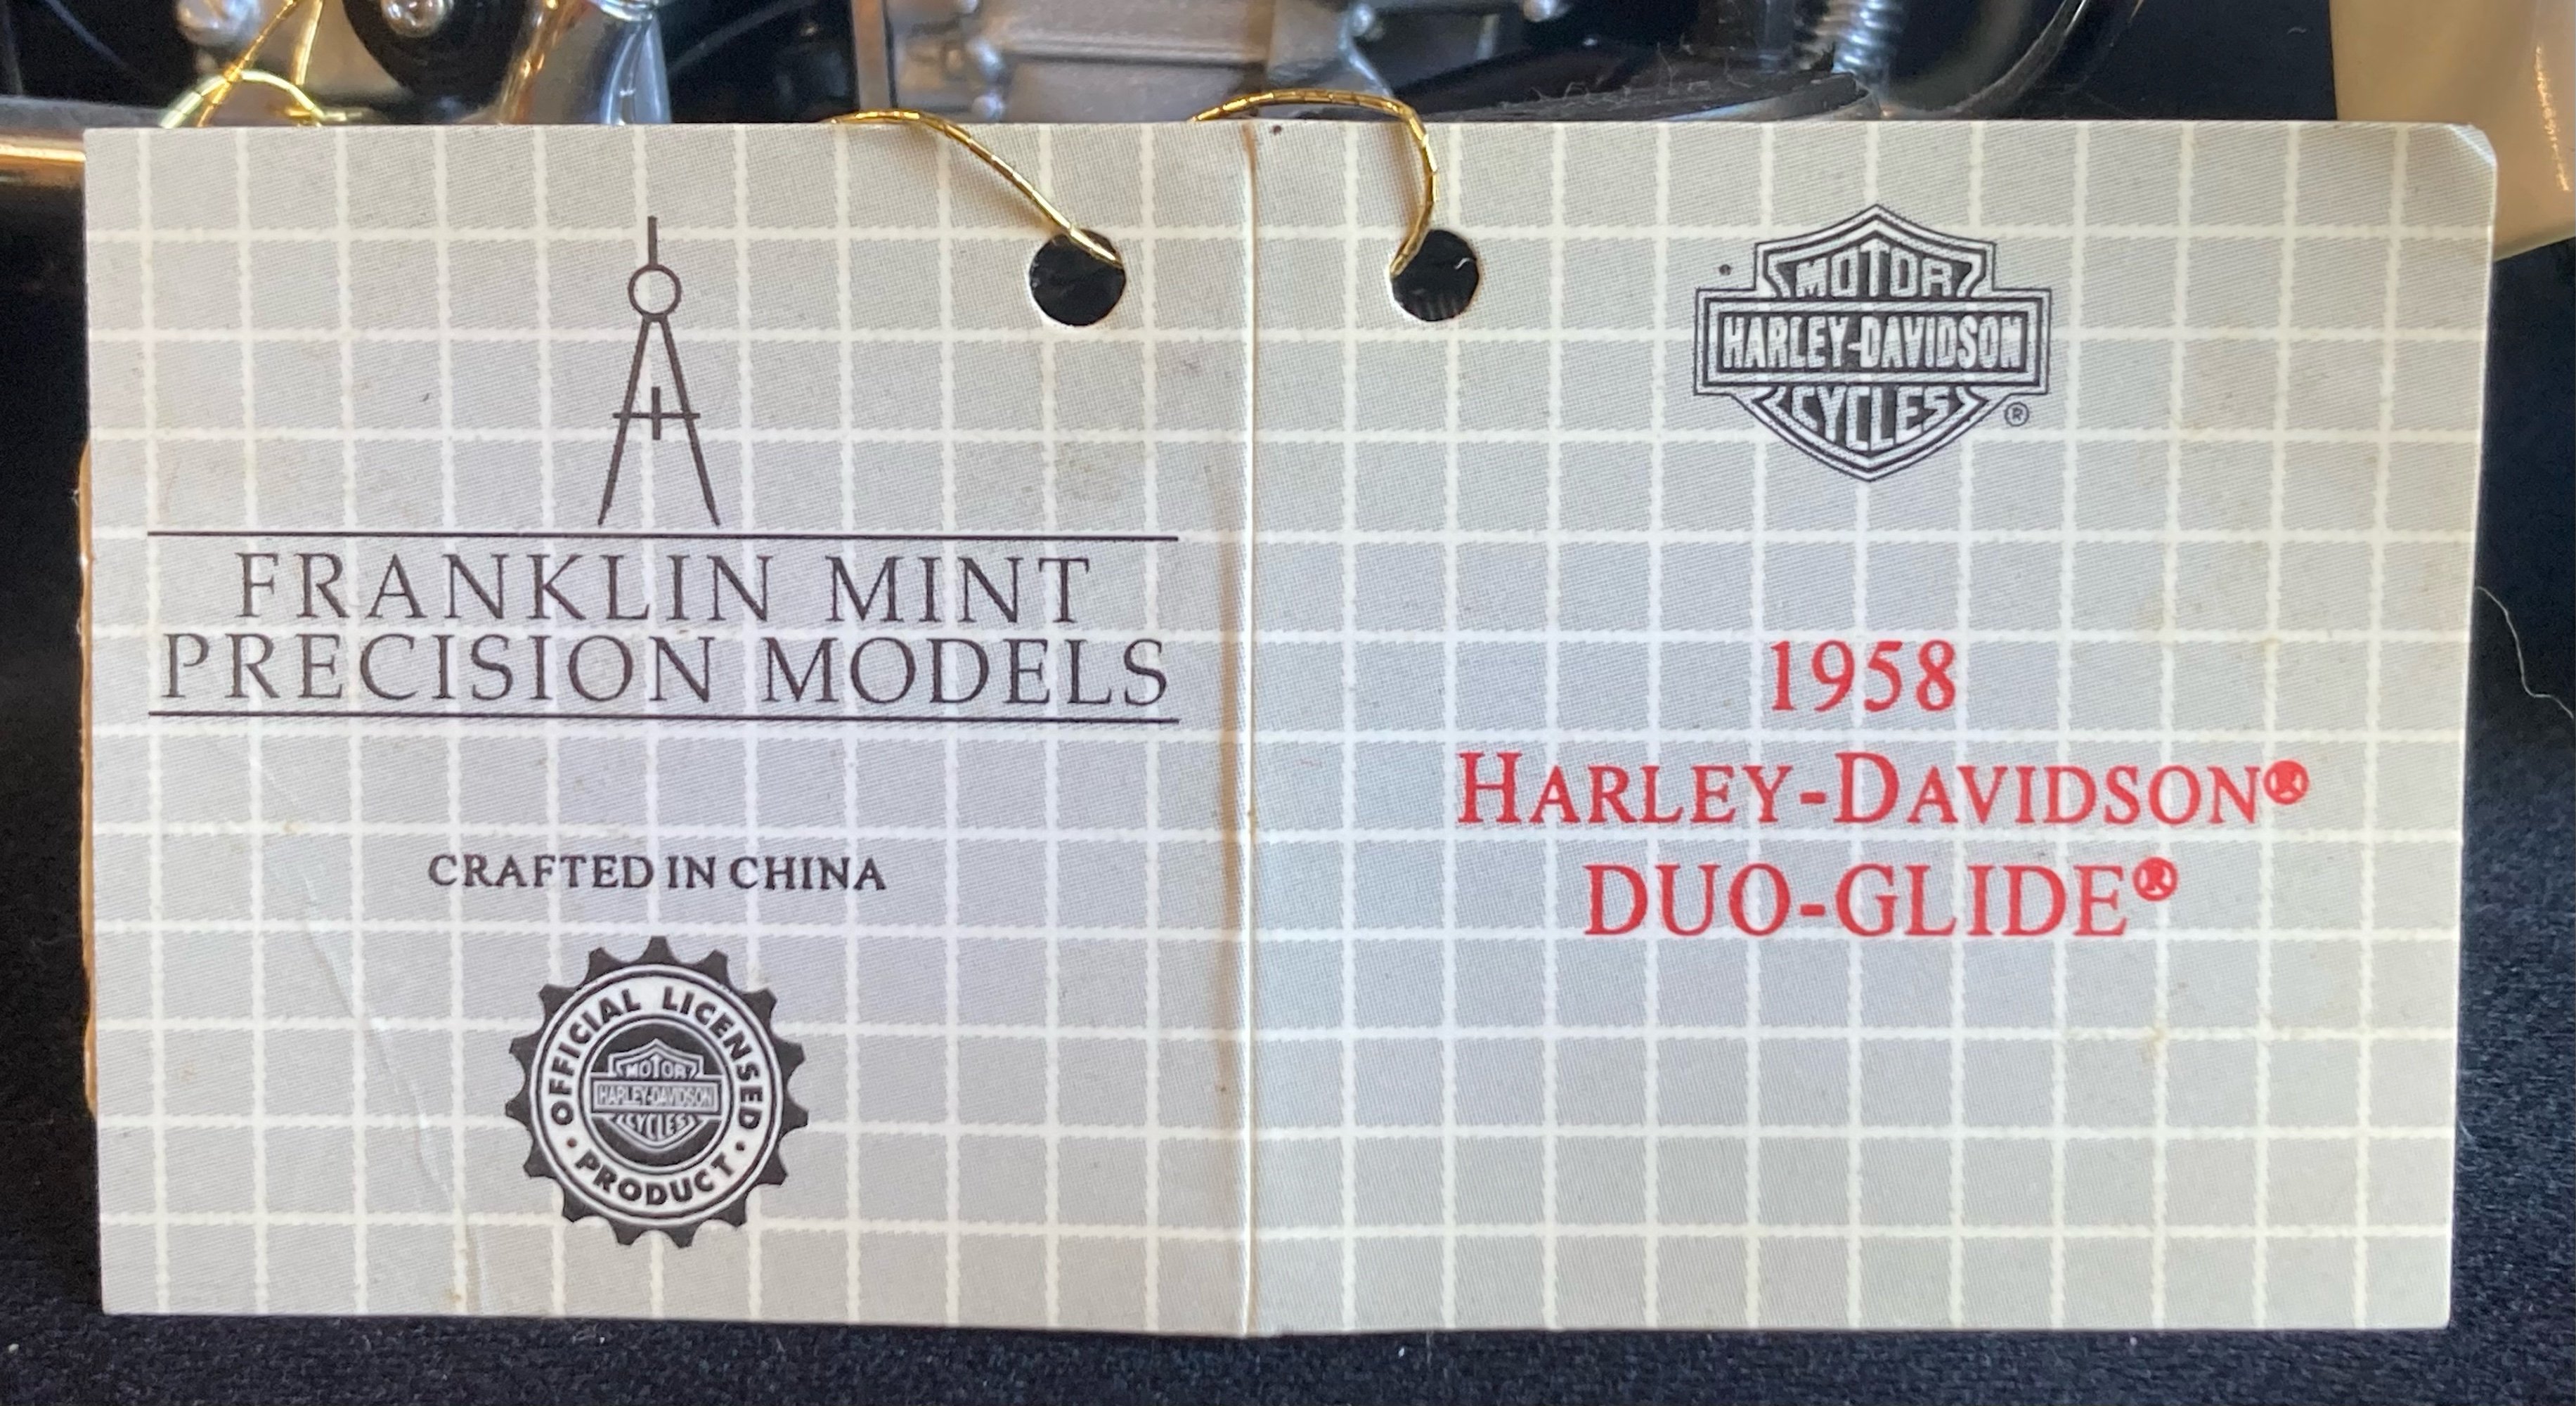 FRANKLIN MINT
PRECISION MODELS
CRAFTED IN CHINA
OFFICIAL LICENSED
MOTOR
HARLEY-DAVIDSON
CYCLES
PRODUCT
MOTOR
HARLEY-DAVIDSON
CYCLES
®
1958
HARLEY-DAVIDSON®
DUO-GLIDE®